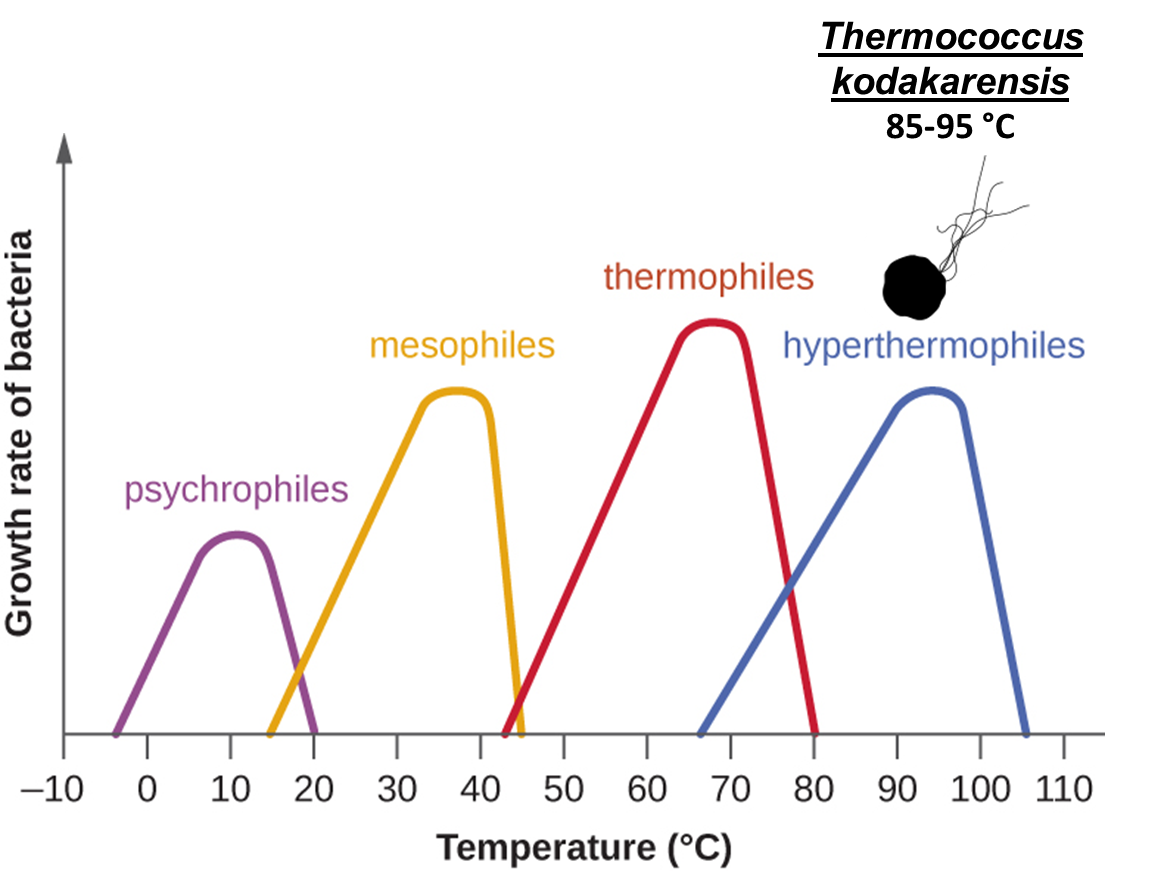 Thermococcus
kodakarensis
85-95 °C
thermophiles
mesophiles
hyperthermophiles
psychrophiles
Growth rate of bacteria
–10 0 10 20 30 40 50 60 70 80 90 100 110
Temperature (°C)